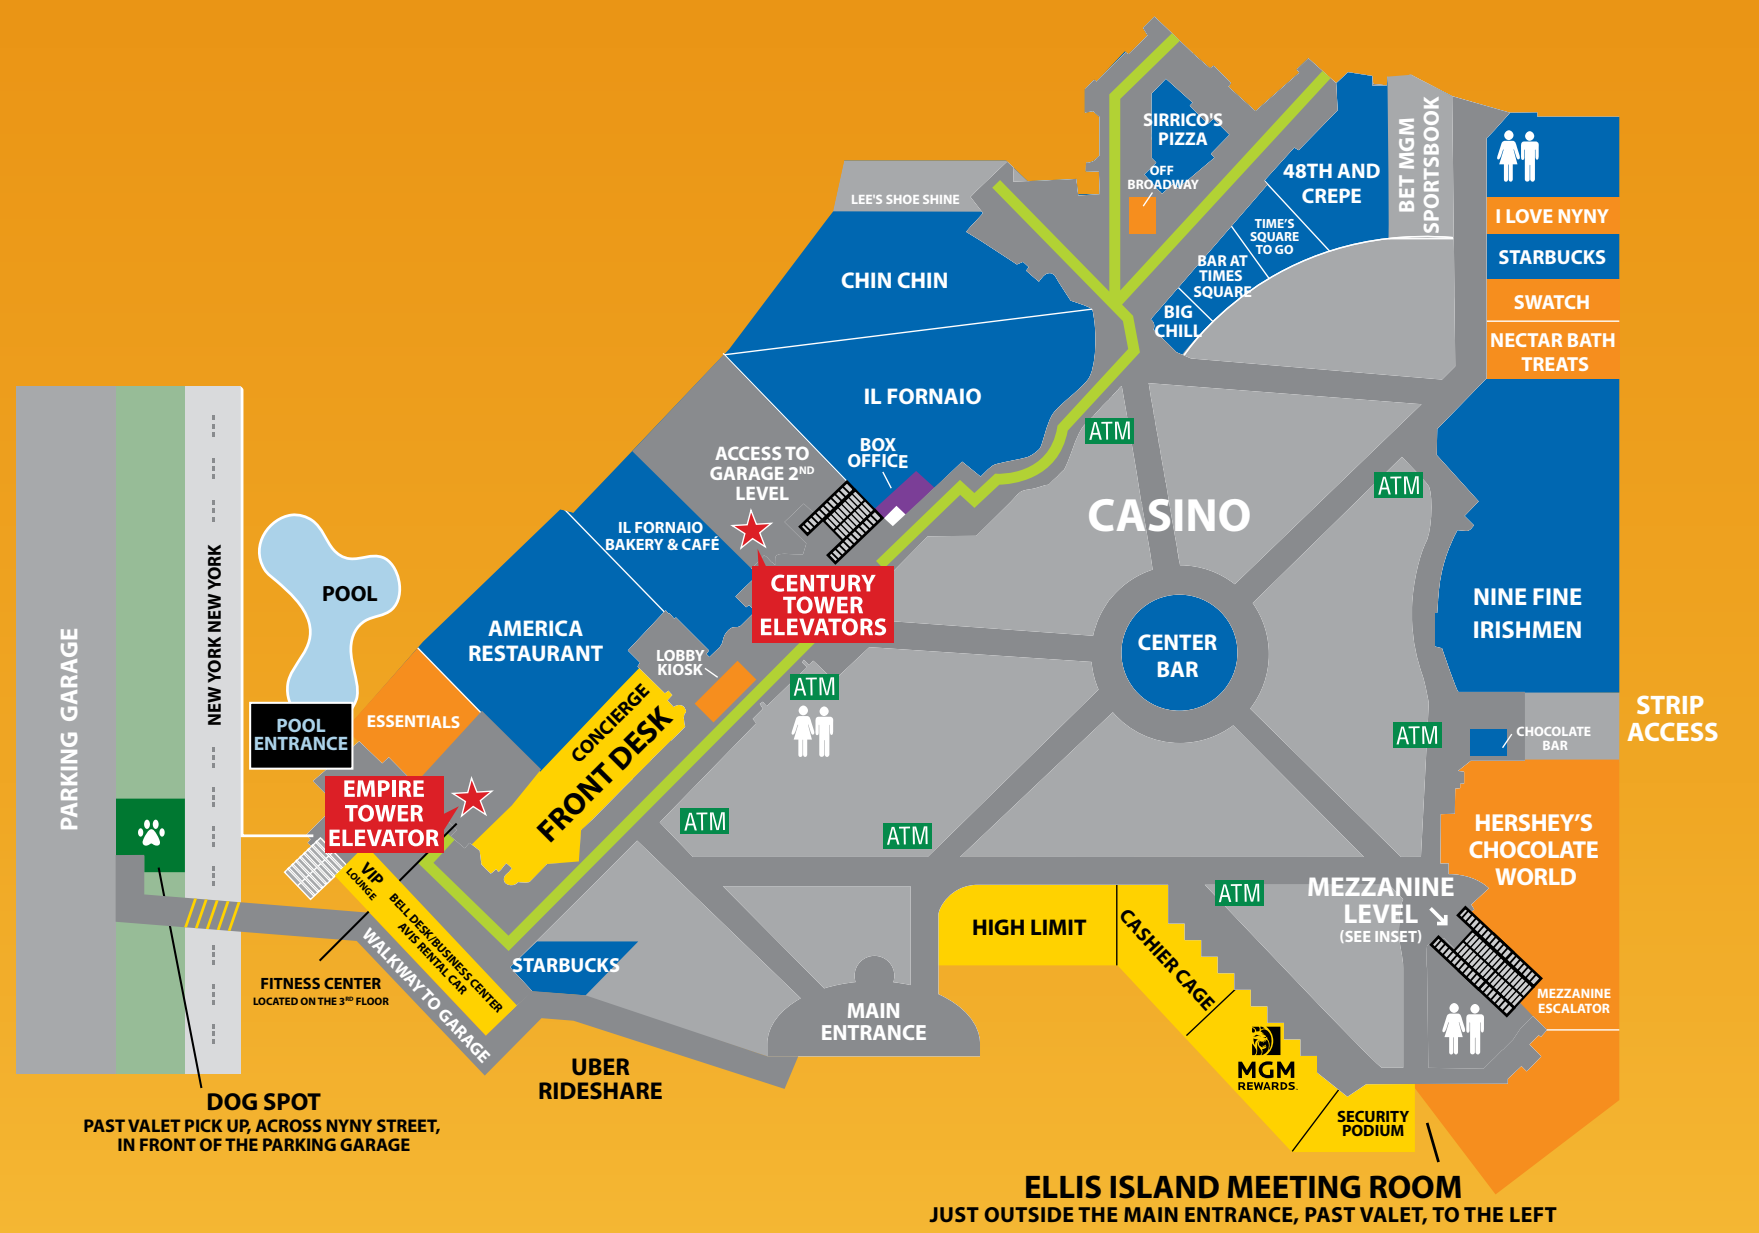 SIRRICO'S
PIZZA
OFF
BROADWAY
48TH AND
CREPE
BET MGM
SPORTSBOOK
LEE'S SHOE SHINE
TIME'S
SQUARE
TO GO
BAR AT
TIMES
SQUARE
BIG
CHILL
I LOVE NYNY
STARBUCKS
SWATCH
NECTAR BATH
TREATS
CHIN CHIN
IL FORNAIO
BOX
OFFICE
ACCESS TO
GARAGE 2ND
LEVEL
ATM
ATM
CASINO
IL FORNAIO
BAKERY & CAFÉ
CENTURY
TOWER
ELEVATORS
POOL
NEW YORK NEW YORK
PARKING GARAGE
AMERICA
RESTAURANT
LOBBY
KIOSK
ATM
CENTER
BAR
NINE FINE
IRISHMEN
STRIP
ACCESS
CHOCOLATE
BAR
ATM
POOL
ENTRANCE
ESSENTIALS
CONCIERGE
FRONT DESK
EMPIRE
TOWER
ELEVATOR
ATM
ATM
HERSHEY'S
CHOCOLATE
WORLD
MEZZANINE
LEVEL
(SEE INSET)
ATM
VIP
LOUNGE
BELL DESK/BUSINESS CENTER
AVIS RENTAL CAR
WALKWAY TO GARAGE
HIGH LIMIT
CASHIER CAGE
STARBUCKS
FITNESS CENTER
LOCATED ON THE 3RD FLOOR
MEZZANINE
ESCALATOR
MAIN
ENTRANCE
MGM
REWARDS.
UBER
RIDESHARE
SECURITY
PODIUM
DOG SPOT
PAST VALET PICK UP, ACROSS NYNY STREET,
IN FRONT OF THE PARKING GARAGE
ELLIS ISLAND MEETING ROOM
JUST OUTSIDE THE MAIN ENTRANCE, PAST VALET, TO THE LEFT